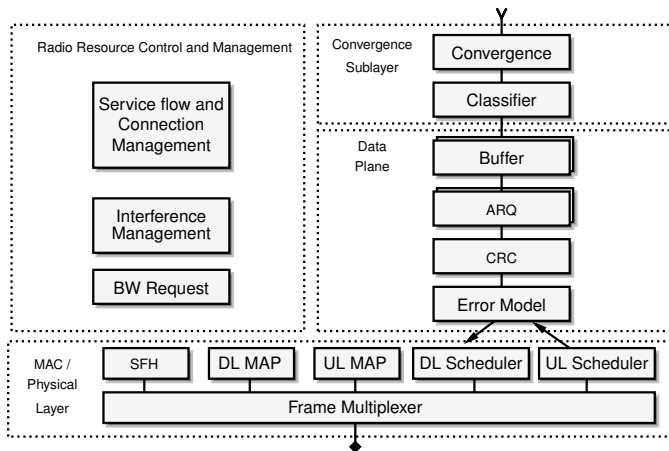 Radio Resource Control and Management
Service flow and
Connection
Management
Interference
Management
BW Request
Convergence
Sublayer
Convergence
Classifier
Data
Plane
Buffer
ARQ
CRC
Error Model
MAC /
Physical
Layer
SFH
DL MAP
UL MAP
DL Scheduler
UL Scheduler
Frame Multiplexer